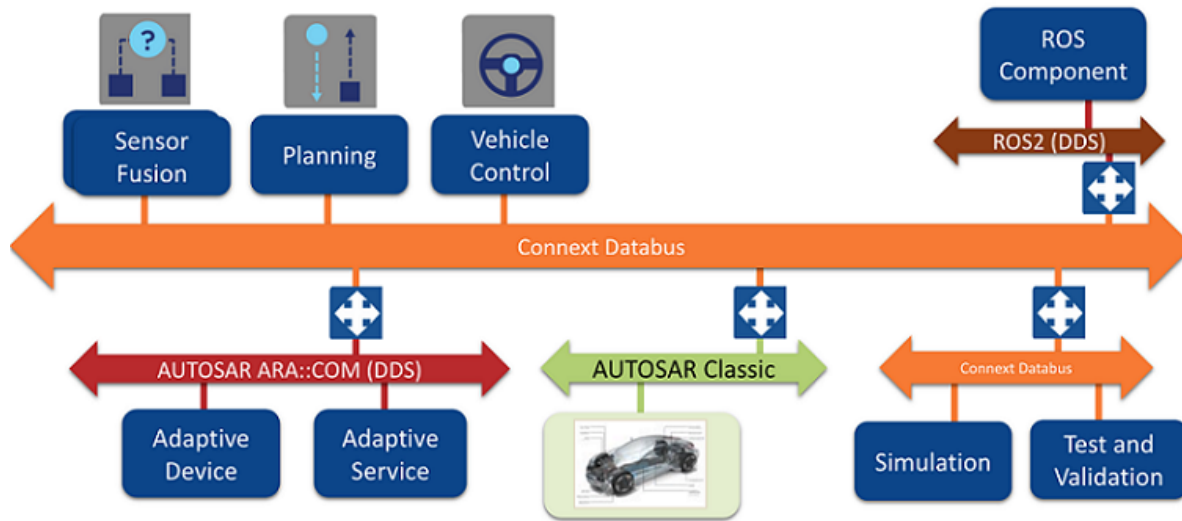 ?
Sensor
Fusion
Planning
Vehicle
Control
ROS
Component
ROS2 (DDS)
Connext Databus
AUTOSAR ARA::COM (DDS)
AUTOSAR Classic
Connext Databus
Adaptive
Device
Adaptive
Service
Simulation
Test and
Validation